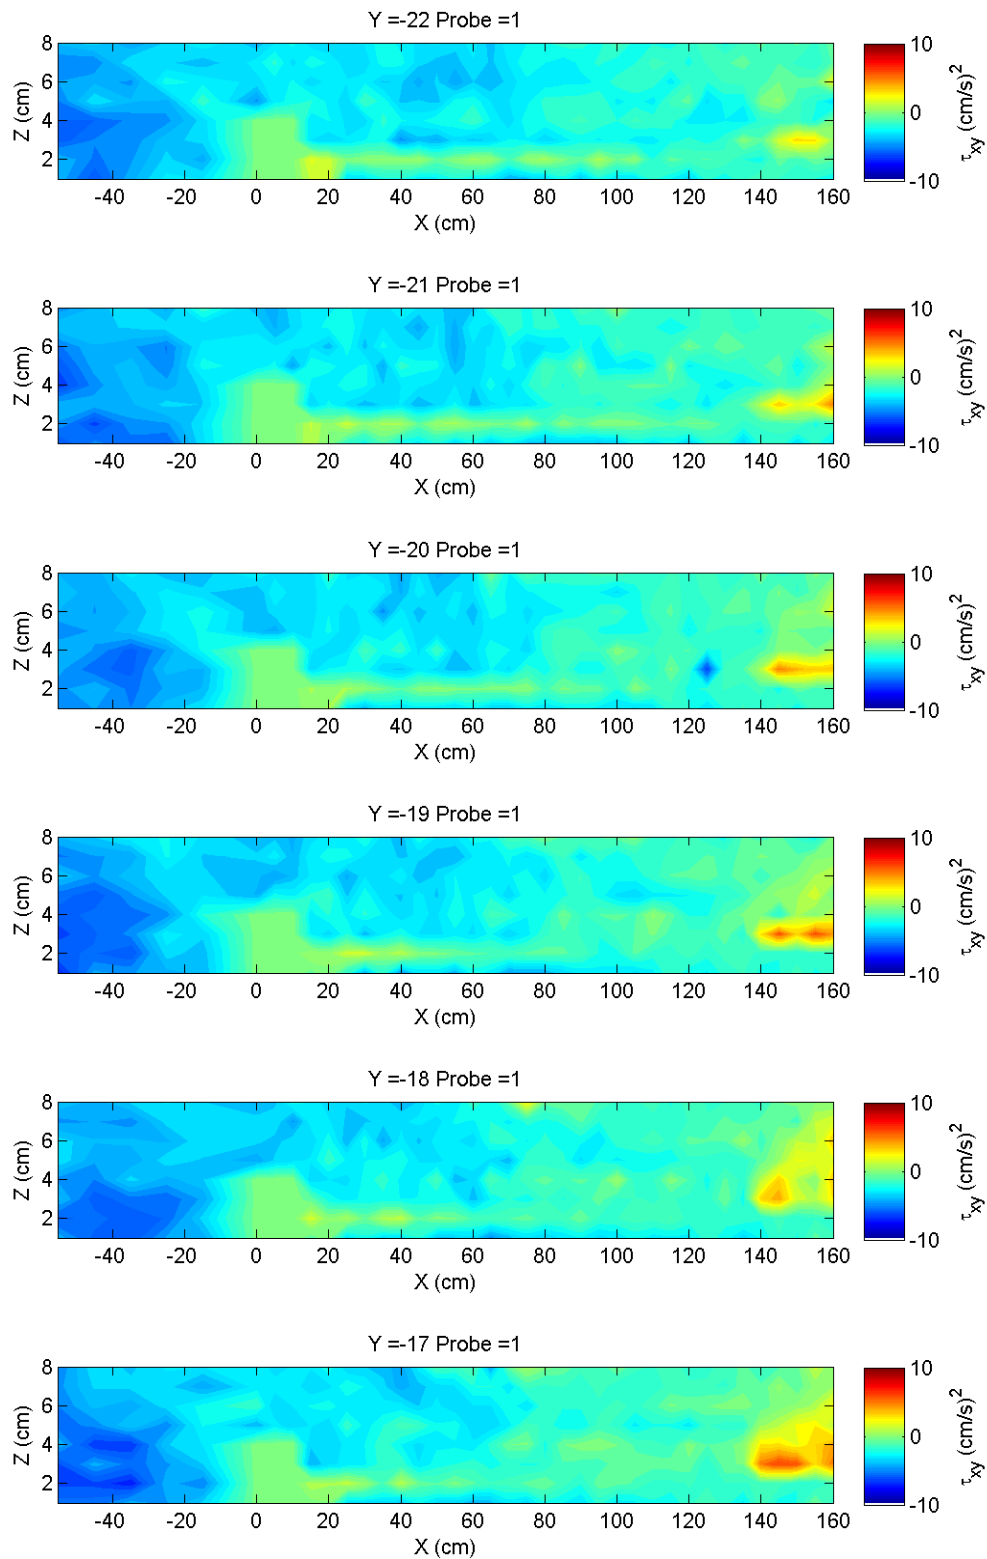 Y =-22 Probe =1
8
6
4
2
Z (cm)
-40 -20 0 20 40 60 80 100 120 140 160
X (cm)
10
0
-10
τxy (cm/s)2
Y =-21 Probe =1
8
6
4
2
Z (cm)
-40 -20 0 20 40 60 80 100 120 140 160
X (cm)
10
0
-10
τxy (cm/s)2
Y =-20 Probe =1
8
6
4
2
Z (cm)
-40 -20 0 20 40 60 80 100 120 140 160
X (cm)
10
0
-10
τxy (cm/s)2
Y =-19 Probe =1
8
6
4
2
Z (cm)
-40 -20 0 20 40 60 80 100 120 140 160
X (cm)
10
0
-10
τxy (cm/s)2
Y =-18 Probe =1
8
6
4
2
Z (cm)
-40 -20 0 20 40 60 80 100 120 140 160
X (cm)
10
0
-10
τxy (cm/s)2
Y =-17 Probe =1
8
6
4
2
Z (cm)
-40 -20 0 20 40 60 80 100 120 140 160
X (cm)
10
0
-10
τxy (cm/s)2